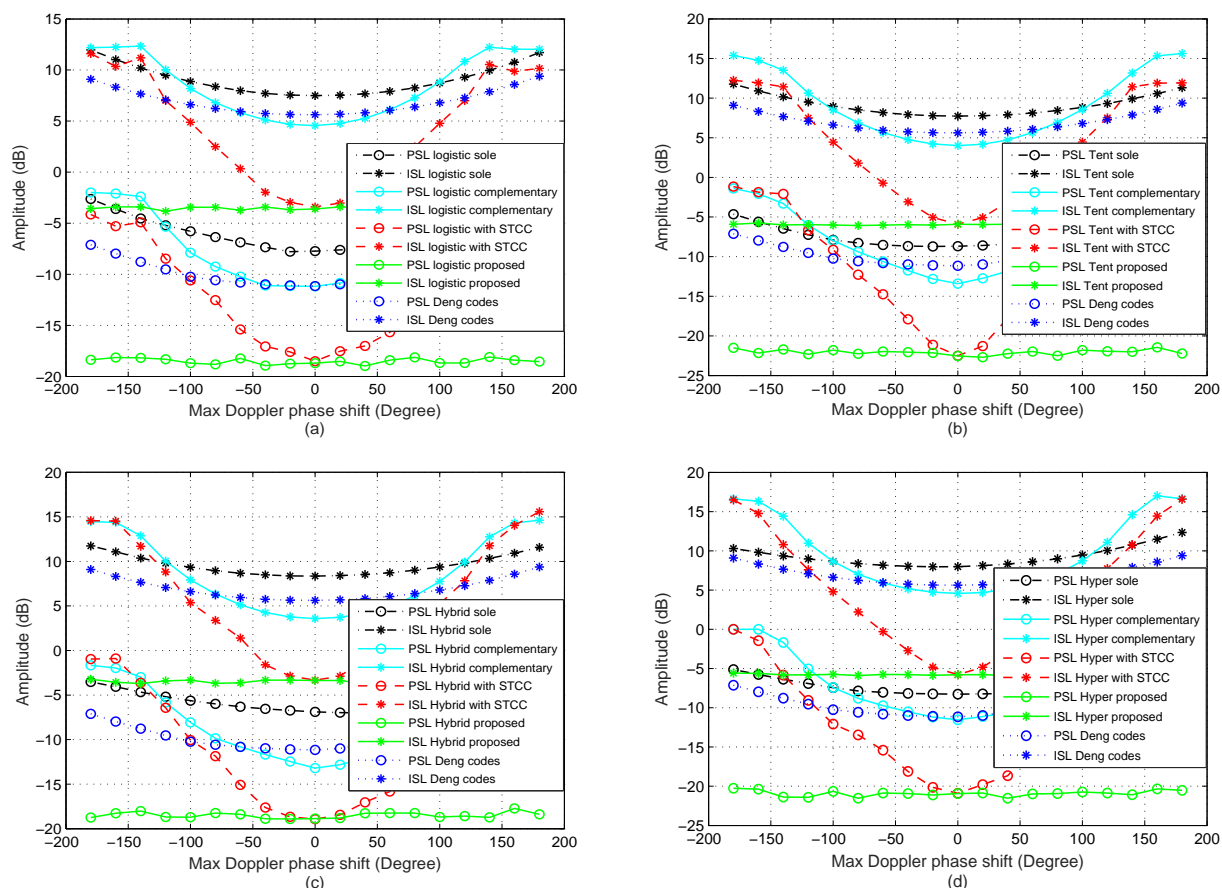 15
10
5
0
−5
−10
−15
−20
Amplitude (dB)
−200 −150 −100 −50 0 50 100 150 200
Max Doppler phase shift (Degree)
(a)
PSL logistic sole
ISL logistic sole
PSL logistic complementary
ISL logistic complementary
PSL logistic with STCC
ISL logistic with STCC
PSL logistic proposed
ISL logistic proposed
PSL Deng codes
ISL Deng codes
20
15
10
5
0
−5
−10
−15
−20
−25
Amplitude (dB)
−200 −150 −100 −50 0 50 100 150 200
Max Doppler phase shift (Degree)
(b)
PSL Tent sole
ISL Tent sole
PSL Tent complementary
ISL Tent complementary
PSL Tent with STCC
ISL Tent with STCC
PSL Tent proposed
ISL Tent proposed
PSL Deng codes
ISL Deng codes
20
15
10
5
0
−5
−10
−15
−20
Amplitude (dB)
−200 −150 −100 −50 0 50 100 150 200
Max Doppler phase shift (Degree)
(c)
PSL Hybrid sole
ISL Hybrid sole
PSL Hybrid complementary
ISL Hybrid complementary
PSL Hybrid with STCC
ISL Hybrid with STCC
PSL Hybrid proposed
ISL Hybrid proposed
PSL Deng codes
ISL Deng codes
20
15
10
5
0
−5
−10
−15
−20
−25
Amplitude (dB)
−200 −150 −100 −50 0 50 100 150 200
Max Doppler phase shift (Degree)
(d)
PSL Hyper sole
ISL Hyper sole
PSL Hyper complementary
ISL Hyper complementary
PSL Hyper with STCC
ISL Hyper with STCC
PSL Hyper proposed
ISL Hyper proposed
PSL Deng codes
ISL Deng codes